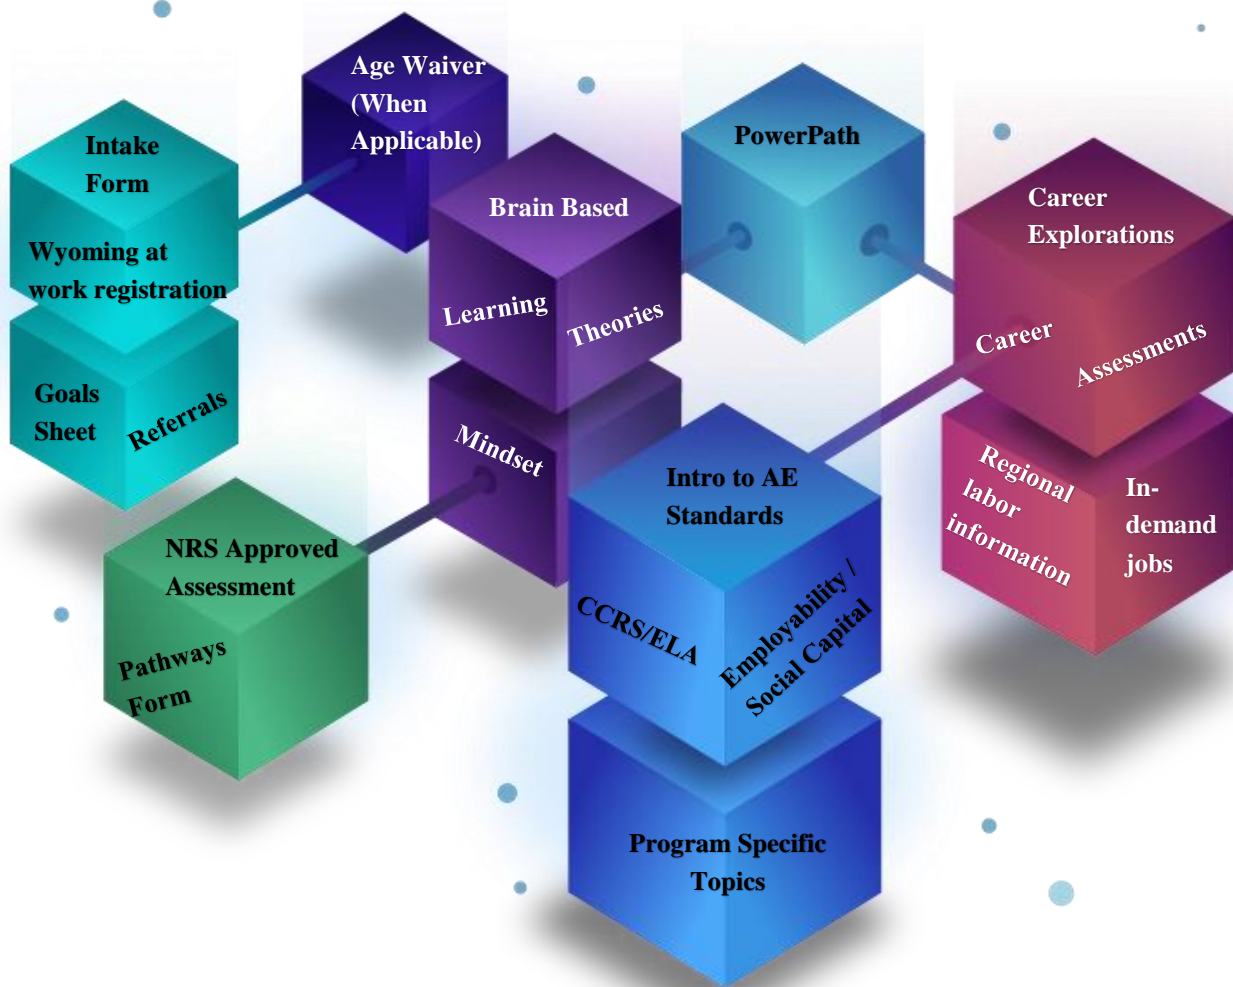 Intake
Form
Wyoming at
work registration
Goals
Sheet
Referrals
Age Waiver
(When
Applicable)
NRS Approved
Assessment
Pathways
Form
Brain Based
Learning
Theories
Mindset
PowerPath
Career
Explorations
Career
Assessments
Regional
labor
information
In-
demand
jobs
Intro to AE
Standards
CCRS/ELA
Employability /
Social Capital
Program Specific
Topics